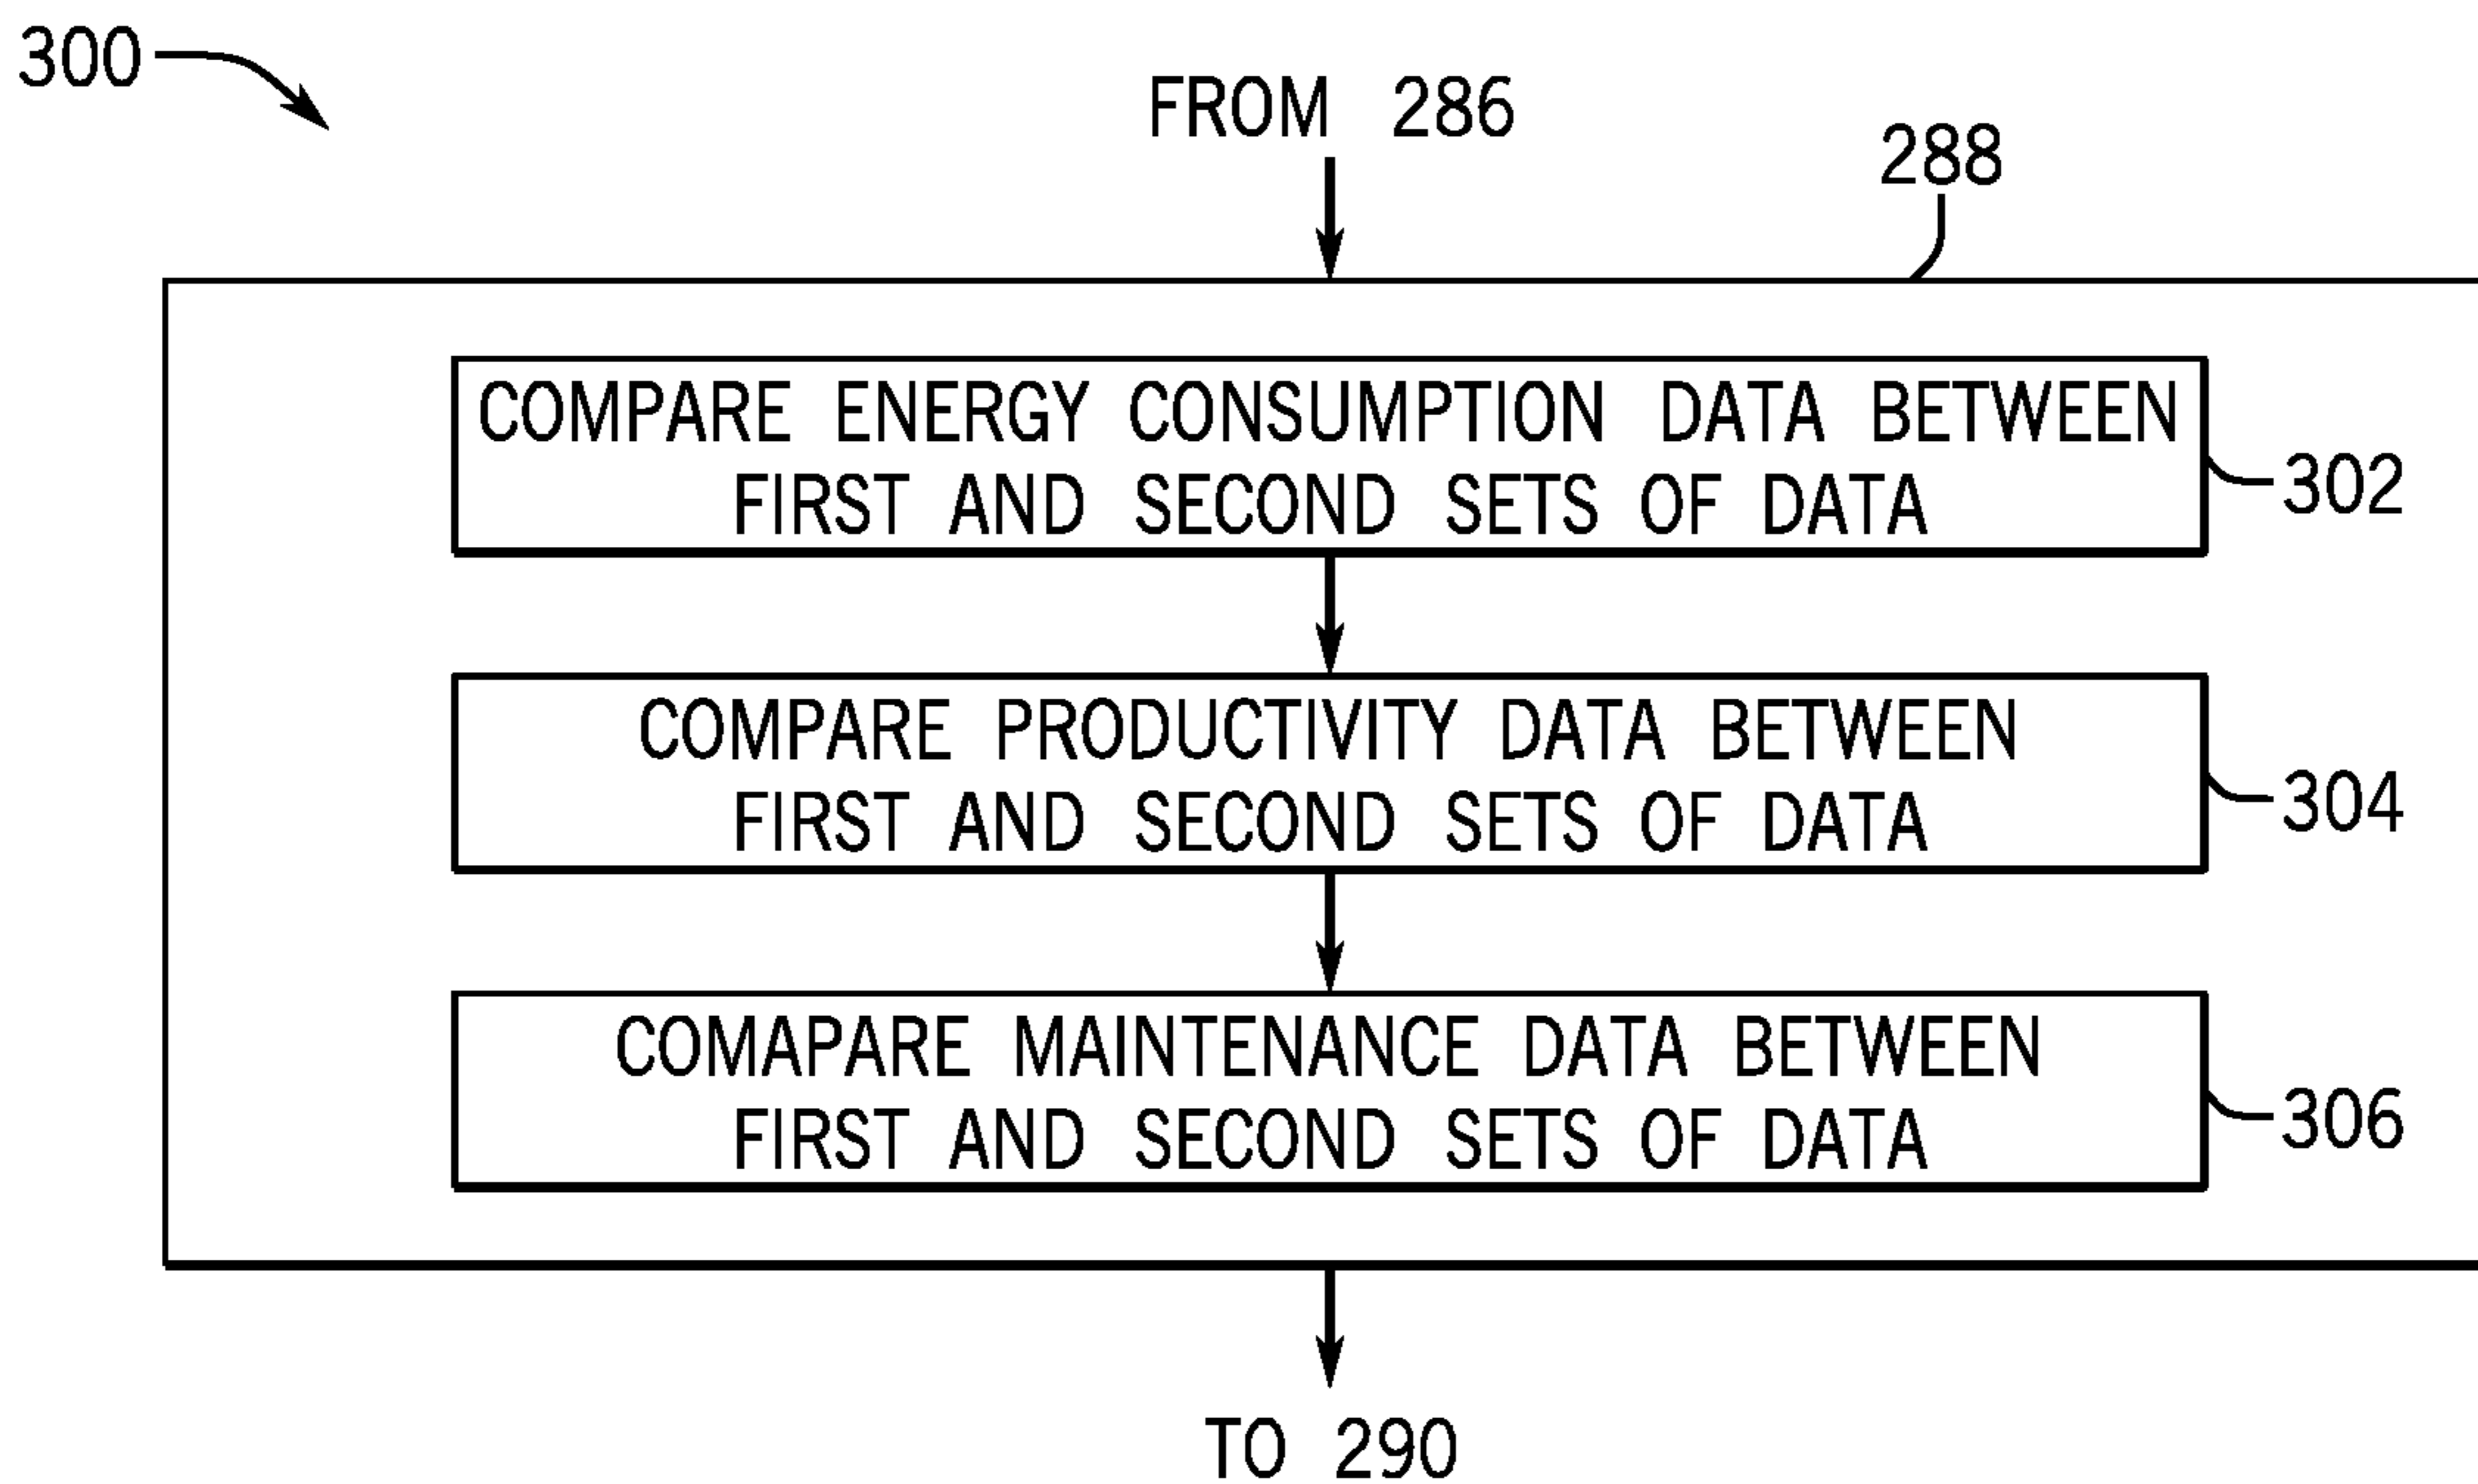 300
FROM 286
288
COMPARE ENERGY CONSUMPTION DATA BETWEEN
FIRST AND SECOND SETS OF DATA
302
COMPARE PRODUCTIVITY DATA BETWEEN
FIRST AND SECOND SETS OF DATA
304
COMAPARE MAINTENANCE DATA BETWEEN
FIRST AND SECOND SETS OF DATA
306
TO 290